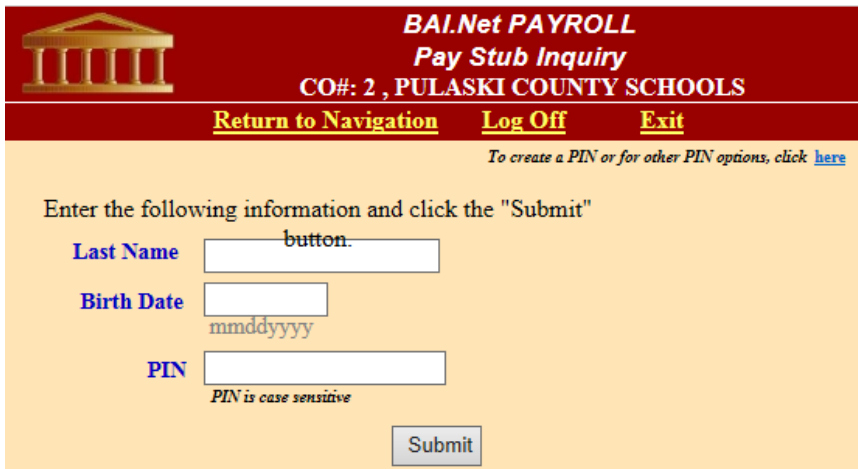 BAI.Net PAYROLL
Pay Stub Inquiry
CO#: 2 , PULASKI COUNTY SCHOOLS
Return to Navigation Log Off Exit
To create a PIN or for other PIN options, click here
Enter the following information and click the "Submit"
button.
Last Name
Birth Date
mmddyyyy
PIN
PIN is case sensitive
Submit